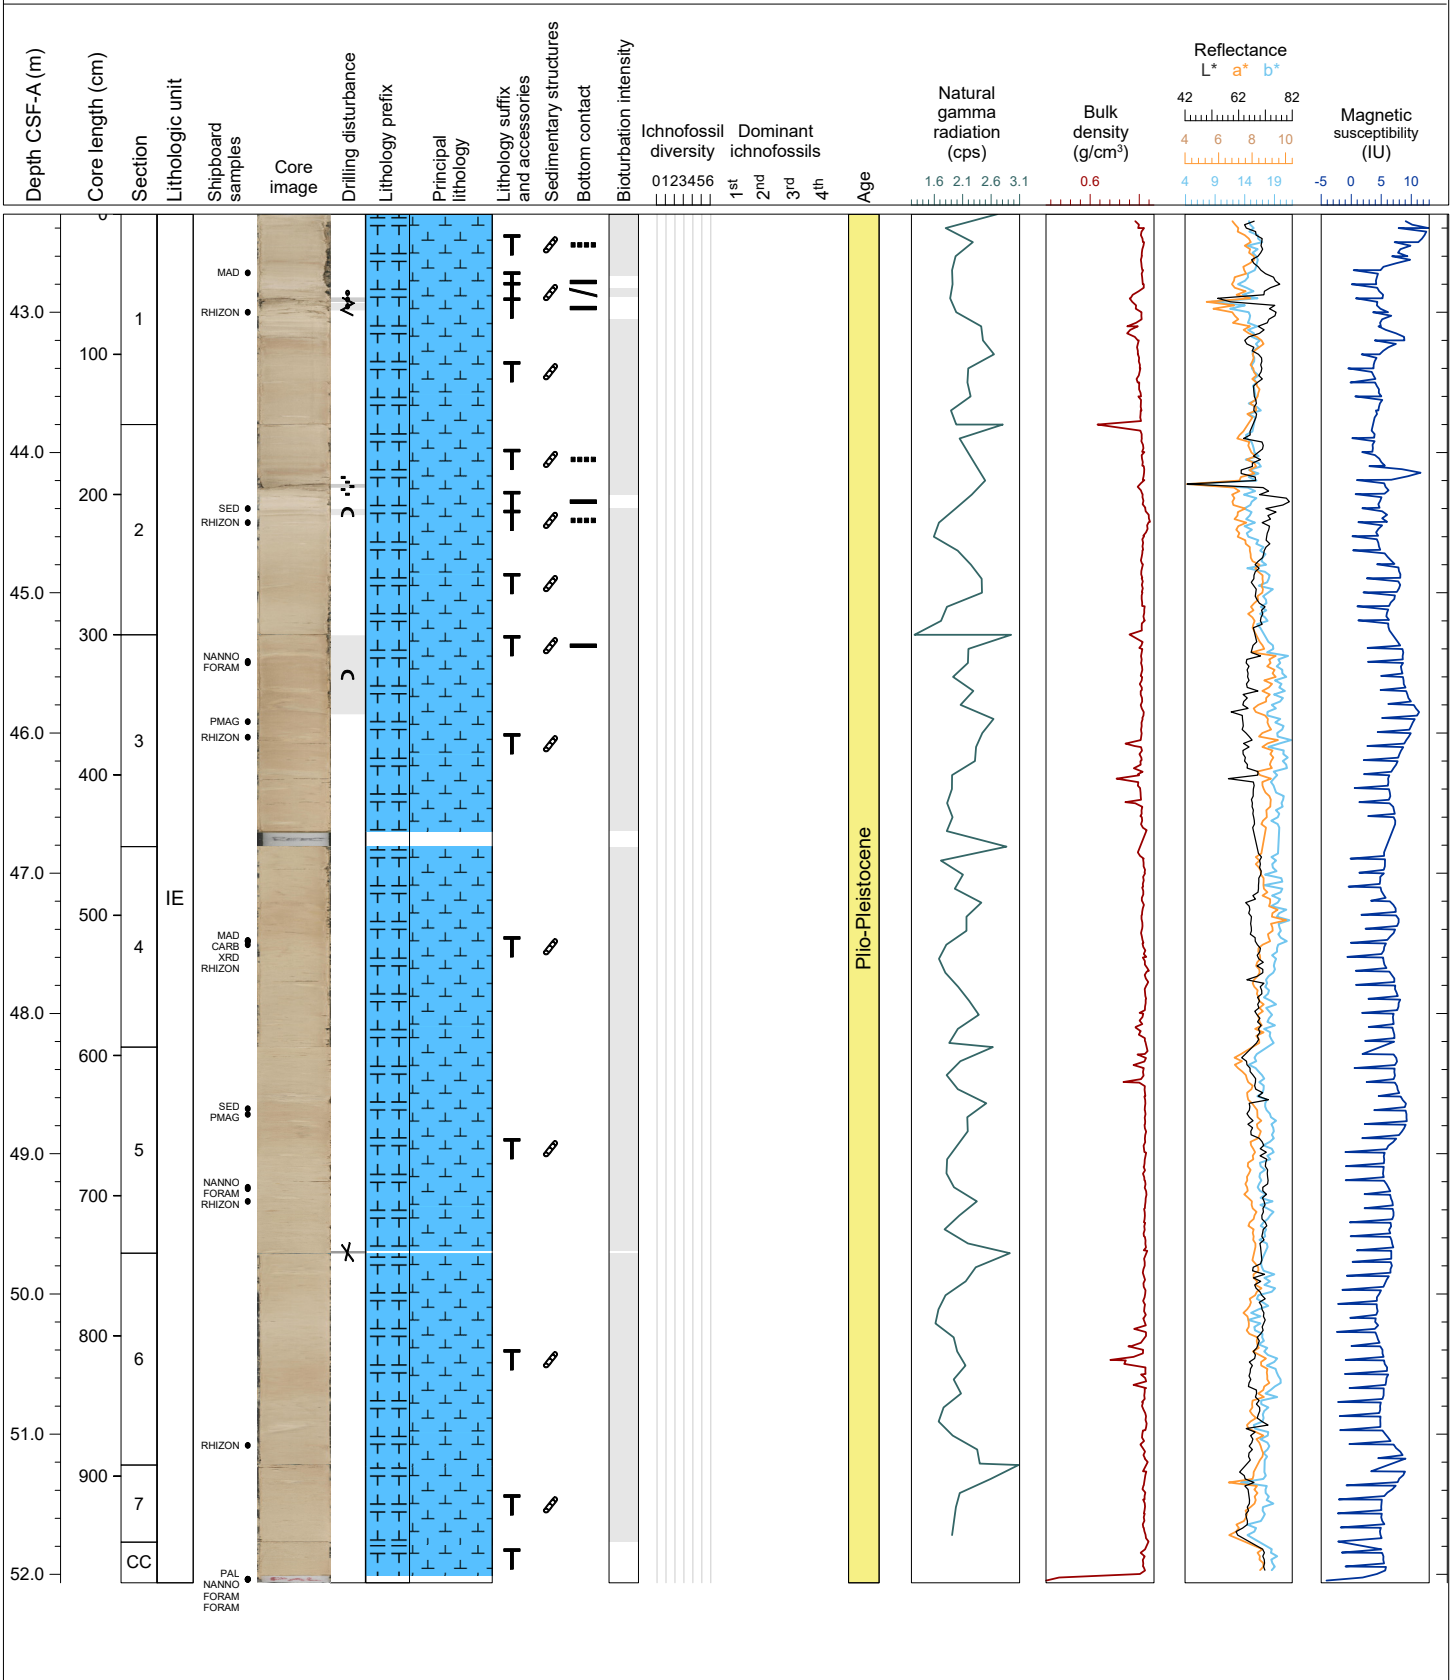 Depth CSF-A (m)
Core length (cm)
Section
Lithologic unit
Shipboard
samples
Core
image
Drilling disturbance
Lithology prefix
Principal
lithology
Lithology suffix
and accessories
Sedimentary structures
Bottom contact
Bioturbation intensity
Ichnofossil
diversity
0123456
Dominant
ichnofossils
1st
2nd
3rd
4th
Age
Natural
gamma
radiation
(cps)
1.6 2.1 2.6 3.1
Bulk
density
(g/cm³)
0.6
Reflectance
L* a* b*
42 62 82
4 6 8 10
4 9 14 19
Magnetic
susceptibility
(IU)
-5 0 5 10
0
MAD
43.0
1
RHIZON
100
44.0
200
SED
RHIZON
2
45.0
300
NANNO
FORAM
PMAG
46.0
3
RHIZON
400
47.0
IE
Plio-Pleistocene
500
MAD
4
CARB
XRD
RHIZON
48.0
600
SED
PMAG
49.0
5
NANNO
700
FORAM
RHIZON
50.0
800
6
51.0
RHIZON
900
7
CC
52.0
PAL
NANNO
FORAM
FORAM